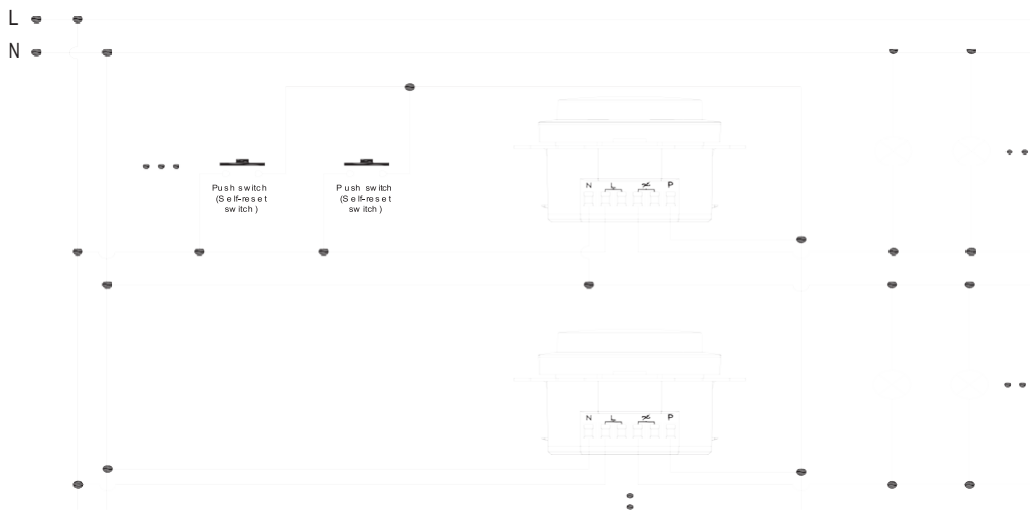 L
N
Push switch Push switch
(Self-reset (Self-reset
switch) switch)
N L P
N L P